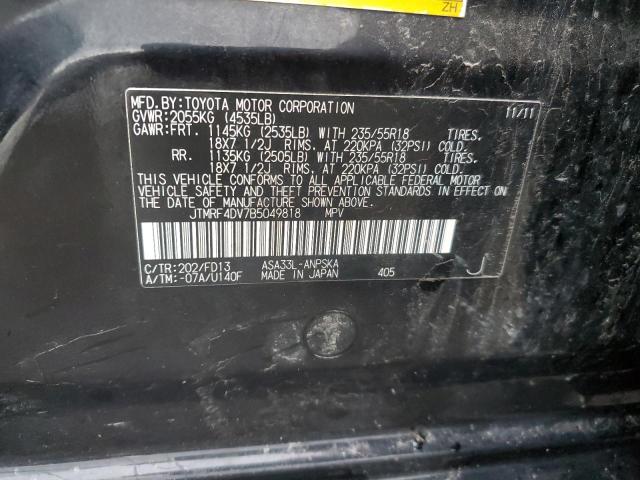 ZH
MFD.BY:TOYOTA MOTOR CORPORATION 11/11
GVWR:2055KG (4535LB)
GAWR:FRT. 1145KG (2535LB) WITH 235/55R18 TIRES.
18X7 1/2J RIMS, AT 220KPA (32PSI) COLD.
RR. 1135KG (2505LB) WITH 235/55R18 TIRES.
18X7 1/2J RIMS, AT 220KPA (32PSI) COLD.
THIS VEHICLE CONFORMS TO ALL APPLICABLE FEDERAL MOTOR
VEHICLE SAFETY AND THEFT PREVENTION STANDARDS IN EFFECT ON
THE DATE OF MANUFACTURE SHOWN ABOVE.
JTMRF4DV7B5049818 MPV
C/TR:202/FD13 ASA33L-ANPSKA J
A/TM:-07A/U140F MADE IN JAPAN 405